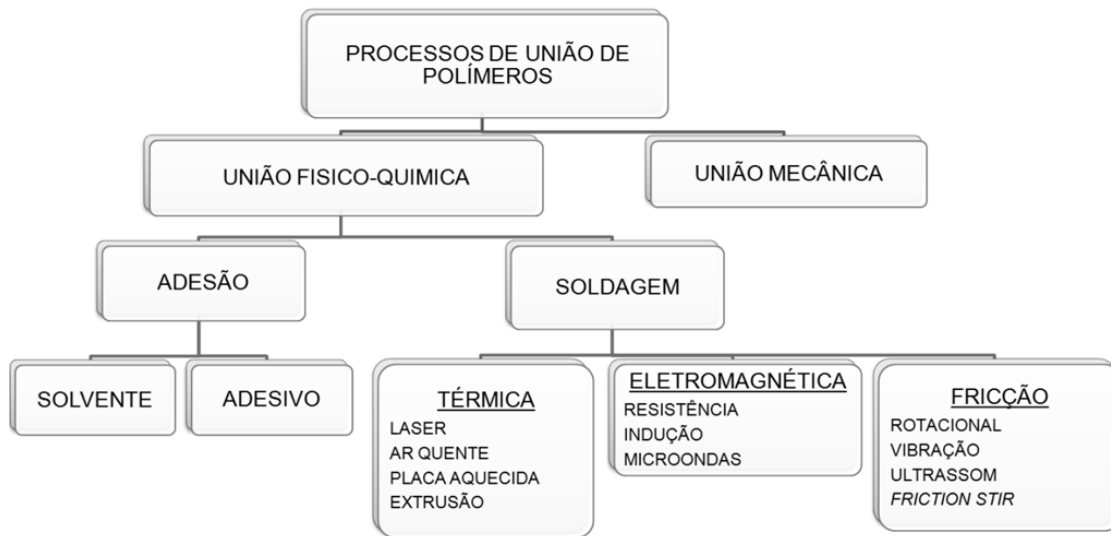 PROCESSOS DE UNIÃO DE
POLÍMEROS
UNIÃO FISICO-QUIMICA
UNIÃO MECÂNICA
ADESÃO
SOLDAGEM
SOLVENTE
ADESIVO
TÉRMICA
LASER
AR QUENTE
PLACA AQUECIDA
EXTRUSÃO
ELETROMAGNÉTICA
RESISTÊNCIA
INDUÇÃO
MICROONDAS
FRICÇÃO
ROTACIONAL
VIBRAÇÃO
ULTRASSOM
FRICTION STIR